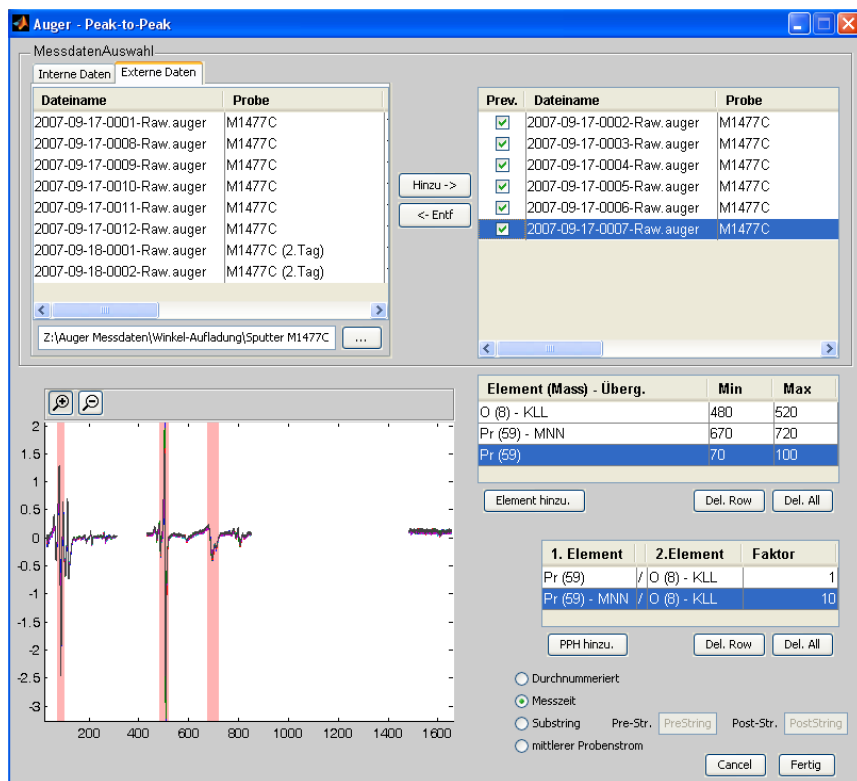 Auger - Peak-to-Peak
MessdatenAuswahl
Interne Daten Externe Daten
Dateiname Probe
2007-09-17-0001-Raw.auger M1477C
2007-09-17-0008-Raw.auger M1477C
2007-09-17-0009-Raw.auger M1477C
2007-09-17-0010-Raw.auger M1477C
2007-09-17-0011-Raw.auger M1477C
2007-09-17-0012-Raw.auger M1477C
2007-09-18-0001-Raw.auger M1477C (2.Tag)
2007-09-18-0002-Raw.auger M1477C (2.Tag)
Z:\Auger Messdaten\Winkel-Aufladung\Sputter M1477C ...
Hinzu ->
<- Entf
Prev. Dateiname Probe
2007-09-17-0002-Raw.auger M1477C
2007-09-17-0003-Raw.auger M1477C
2007-09-17-0004-Raw.auger M1477C
2007-09-17-0005-Raw.auger M1477C
2007-09-17-0006-Raw.auger M1477C
2007-09-17-0007-Raw.auger M1477C
2
1.5
1
0.5
0
-0.5
-1
-1.5
-2
-2.5
-3
200 400 600 800 1000 1200 1400 1600
Element (Mass) - Überg. Min Max
O (8) - KLL 480 520
Pr (59) - MNN 670 720
Pr (59) 70 100
Element hinzu. Del. Row Del. All
1. Element 2.Element Faktor
Pr (59) / O (8) - KLL 1
Pr (59) - MNN / O (8) - KLL 10
PPH hinzu. Del. Row Del. All
Durchnummeriert
Messzeit
Substring Pre-Str. PreString Post-Str. PostString
mittlerer Probenstrom
Cancel Fertig